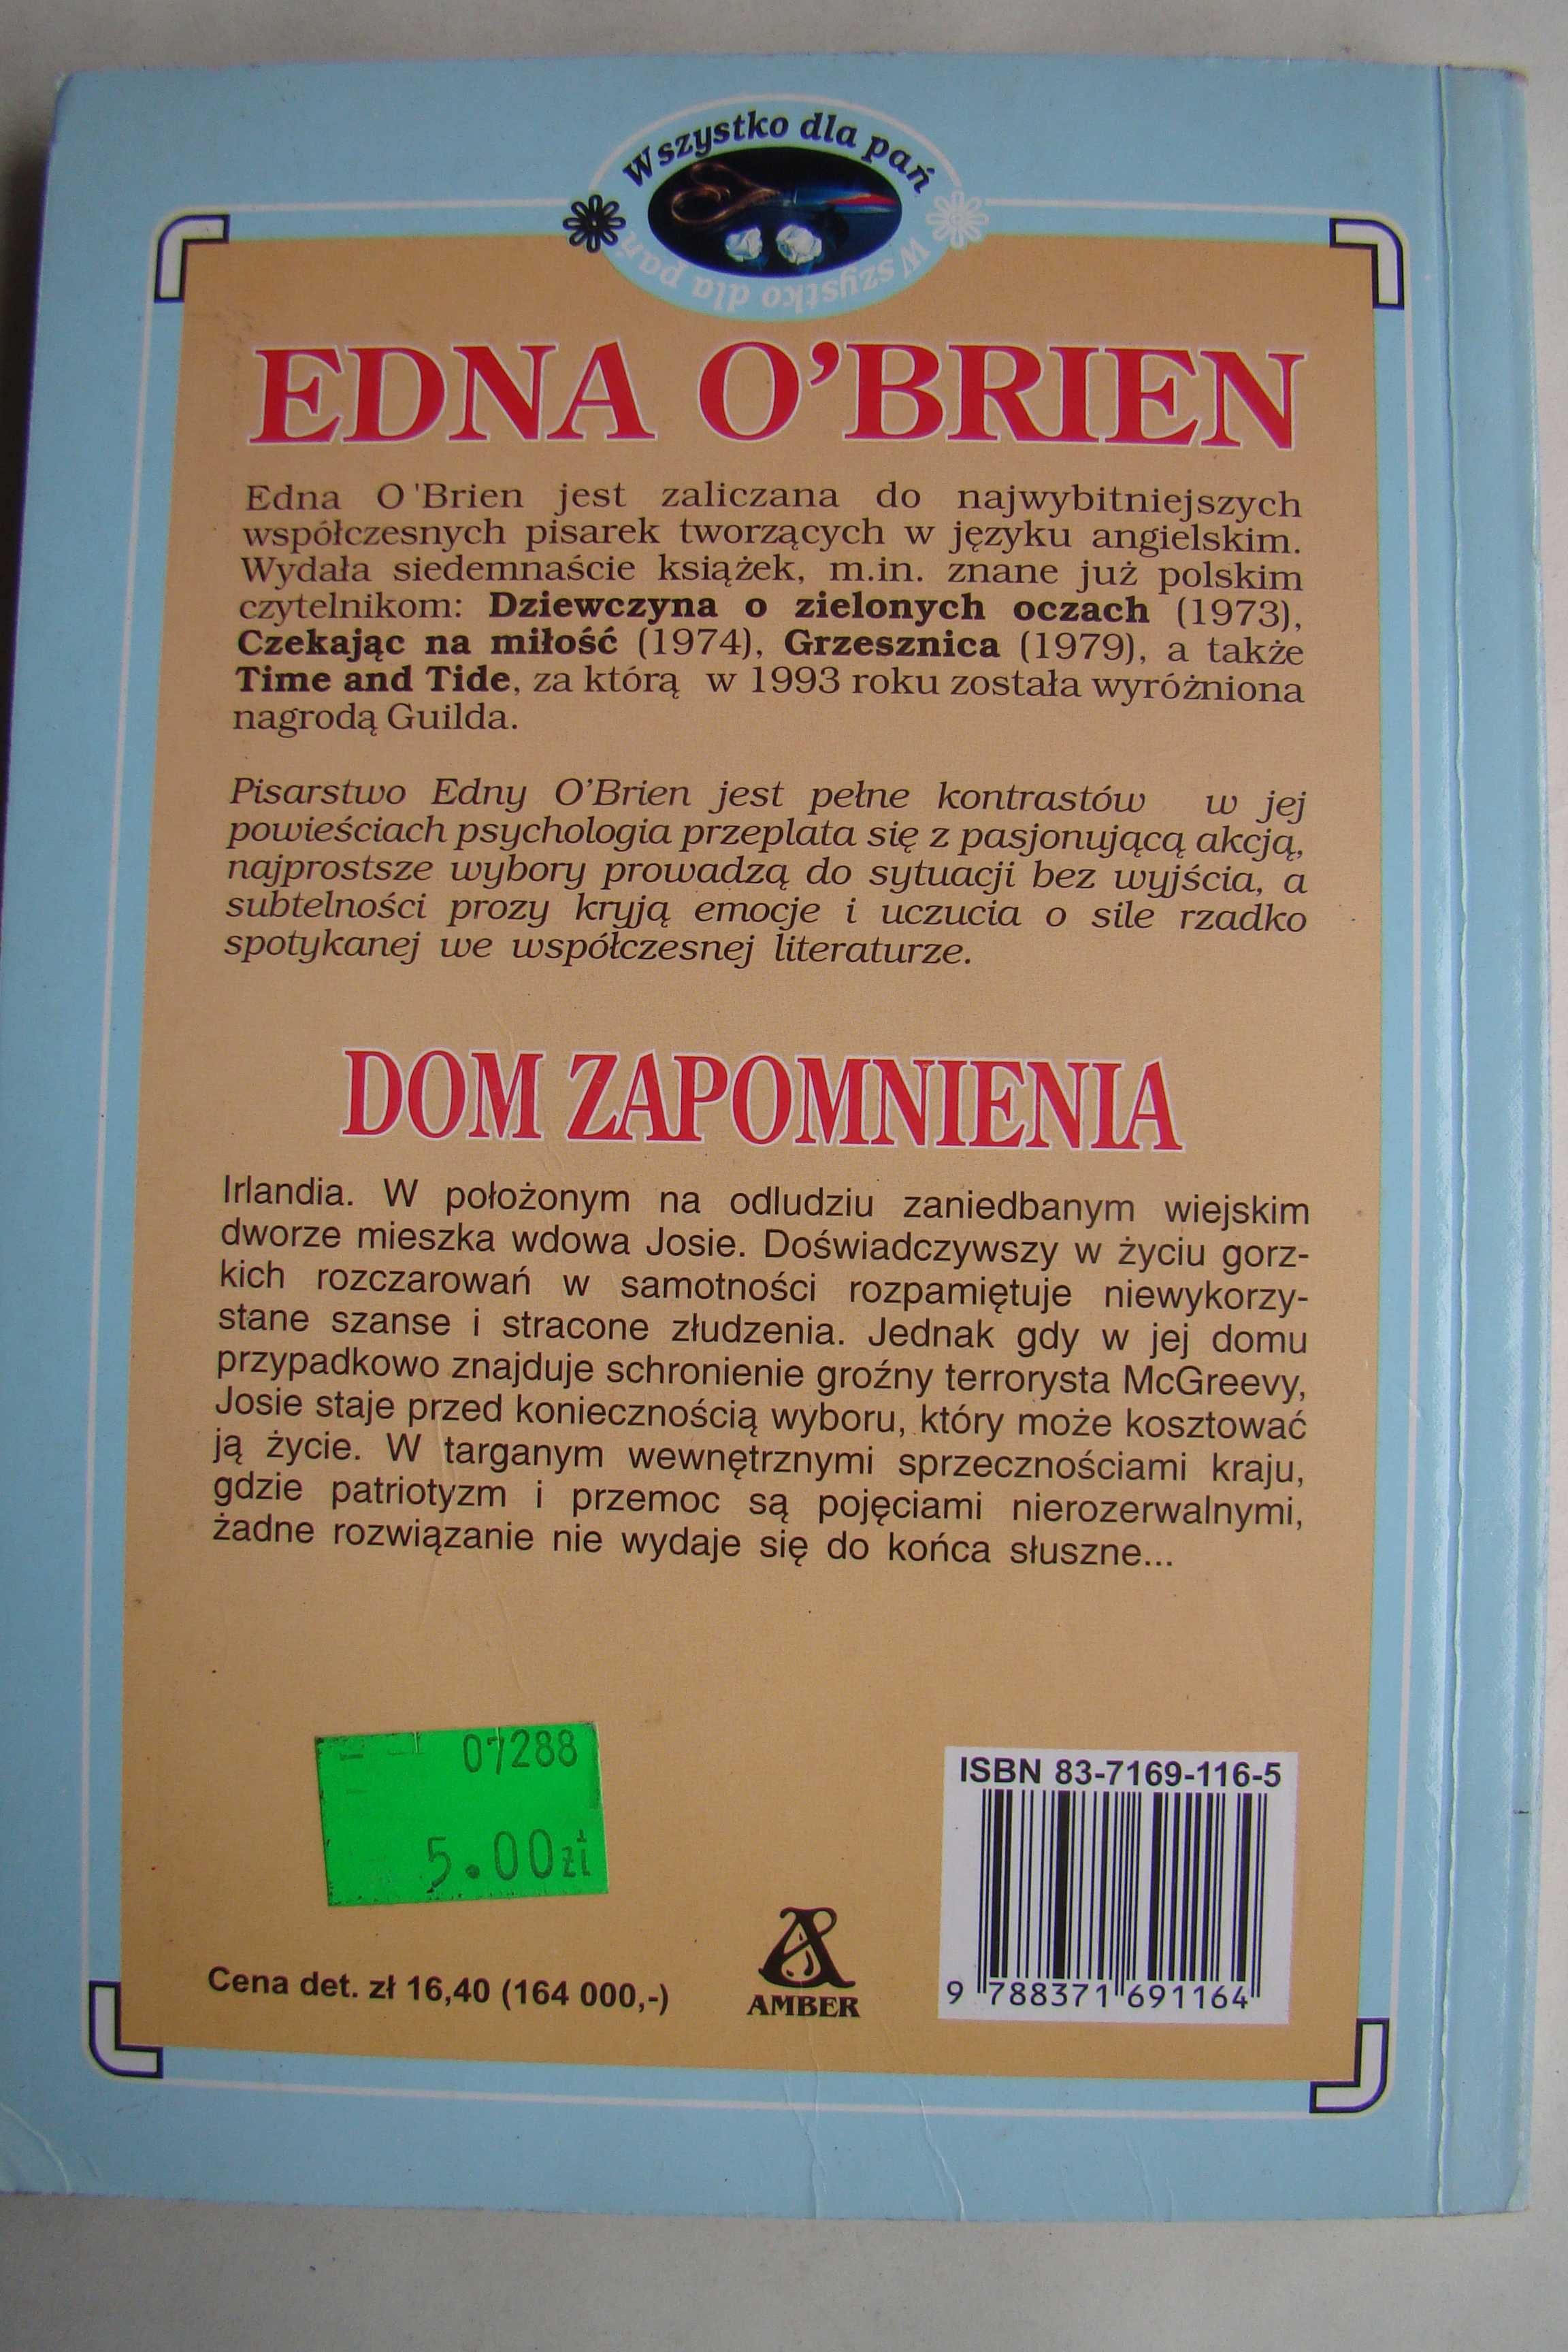 Wszystko dla pań
Wszystko dla pań
EDNA O'BRIEN
Edna O'Brien jest zaliczana do najwybitniejszych
współczesnych pisarek tworzących w języku angielskim.
Wydała siedemnaście książek, m.in. znane już polskim
czytelnikom: Dziewczyna o zielonych oczach (1973),
Czekając na miłość (1974), Grzesznica (1979), a także
Time and Tide, za którą w 1993 roku została wyróżniona
nagrodą Guilda.
Pisarstwo Edny O'Brien jest pełne kontrastów w jej
powieściach psychologia przeplata się z pasjonującą akcją,
najprostsze wybory prowadzą do sytuacji bez wyjścia, a
subtelności prozy kryją emocje i uczucia o sile rzadko
spotykanej we współczesnej literaturze.
DOM ZAPOMNIENIA
Irlandia. W położonym na odludziu zaniedbanym wiejskim
dworze mieszka wdowa Josie. Doświadczywszy w życiu gorz-
kich rozczarowań w samotności rozpamiętuje niewykorzy-
stane szanse i stracone złudzenia. Jednak gdy w jej domu
przypadkowo znajduje schronienie groźny terrorysta McGreevy,
Josie staje przed koniecznością wyboru, który może kosztować
ją życie. W targanym wewnętrznymi sprzecznościami kraju,
gdzie patriotyzm i przemoc są pojęciami nierozerwalnymi,
żadne rozwiązanie nie wydaje się do końca słuszne...
07288
5.00zł
ISBN 83-7169-116-5
9 788371 691164
Cena det. zł 16,40 (164 000,-)
AMBER